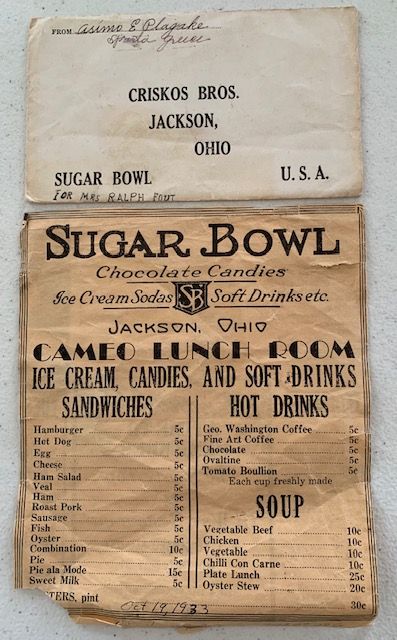 FROM Asimo E Plagake
Sparta Greece
CRISKOS BROS.
JACKSON,
OHIO
SUGAR BOWL U. S. A.
FOR MRS RALPH FOUT
SUGAR BOWL
Chocolate Candies
Ice Cream Sodas SB Soft Drinks etc.
JACKSON, OHIO
CAMEO LUNCH ROOM
ICE CREAM, CANDIES, AND SOFT DRINKS
SANDWICHES
Hamburger 5c
Hot Dog 5c
Egg 5c
Cheese 5c
Ham Salad 5c
Veal 5c
Ham 5c
Roast Pork 5c
Sausage 5c
Fish 5c
Oyster 5c
Combination 10c
Pie 5c
Pie ala Mode 15c
Sweet Milk 5c
HOT DRINKS
Geo. Washington Coffee 5c
Fine Art Coffee 5c
Chocolate 5c
Ovaltine 5c
Tomato Boullion 5c
Each cup freshly made
SOUP
Vegetable Beef 10c
Chicken 10c
Vegetable 10c
Chilli Con Carne 10c
Plate Lunch 25c
Oyster Stew 20c
TERS, pint 30c
Oct 19, 1933